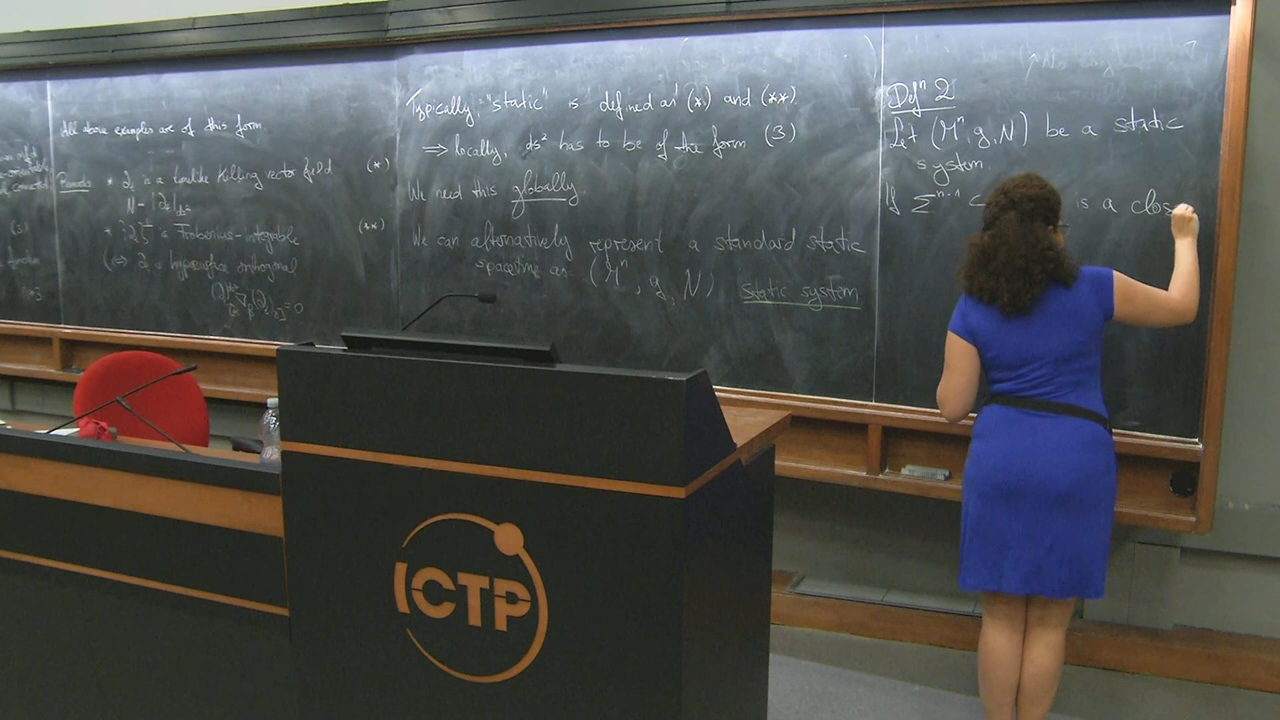 All above examples are of this form
Remarks • ∂t is a timelike Killing vector field (*)
N = |∂t|ds²
• {∂t}⊥ is Frobenius-integrable (**)
(⇔ ∂t is hypersurface orthogonal
Typically, "static" is defined as (*) and (**).
⇒ locally, ds² has to be of the form (3)
We need this globally.
We can alternatively represent a standard static
spacetime as (Mⁿ, g, N) static system
Defⁿ 2
Let (Mⁿ, g, N) be a static
system.
If Σⁿ⁻¹ is a clos
ICTP